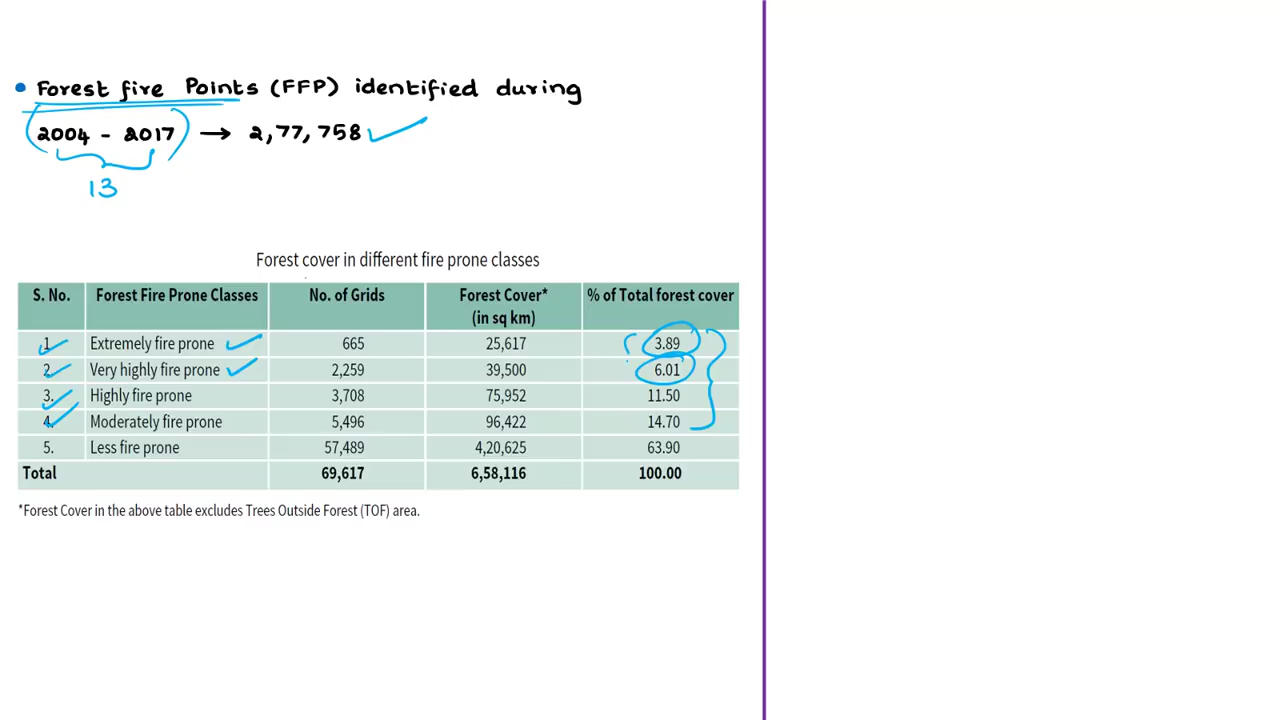 Forest fire Points (FFP) identified during
2004 - 2017 → 2,77,758
13
Forest cover in different fire prone classes
S. No. Forest Fire Prone Classes No. of Grids Forest Cover* (in sq km) % of Total forest cover
1 Extremely fire prone 665 25,617 3.89
2. Very highly fire prone 2,259 39,500 6.01
3. Highly fire prone 3,708 75,952 11.50
4. Moderately fire prone 5,496 96,422 14.70
5. Less fire prone 57,489 4,20,625 63.90
Total 69,617 6,58,116 100.00
*Forest Cover in the above table excludes Trees Outside Forest (TOF) area.